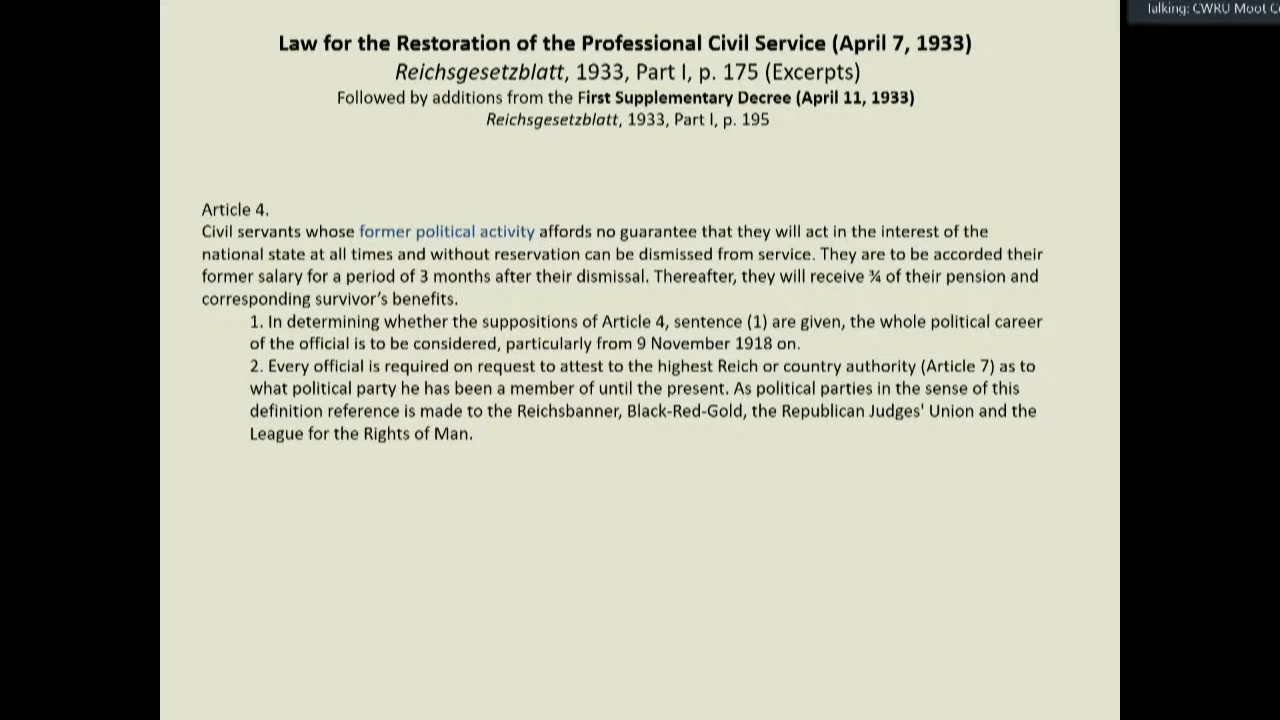 Talking: CWRU Moot C
Law for the Restoration of the Professional Civil Service (April 7, 1933)
Reichsgesetzblatt, 1933, Part I, p. 175 (Excerpts)
Followed by additions from the First Supplementary Decree (April 11, 1933)
Reichsgesetzblatt, 1933, Part I, p. 195
Article 4.
Civil servants whose former political activity affords no guarantee that they will act in the interest of the
national state at all times and without reservation can be dismissed from service. They are to be accorded their
former salary for a period of 3 months after their dismissal. Thereafter, they will receive ¾ of their pension and
corresponding survivor's benefits.
1. In determining whether the suppositions of Article 4, sentence (1) are given, the whole political career
of the official is to be considered, particularly from 9 November 1918 on.
2. Every official is required on request to attest to the highest Reich or country authority (Article 7) as to
what political party he has been a member of until the present. As political parties in the sense of this
definition reference is made to the Reichsbanner, Black-Red-Gold, the Republican Judges' Union and the
League for the Rights of Man.